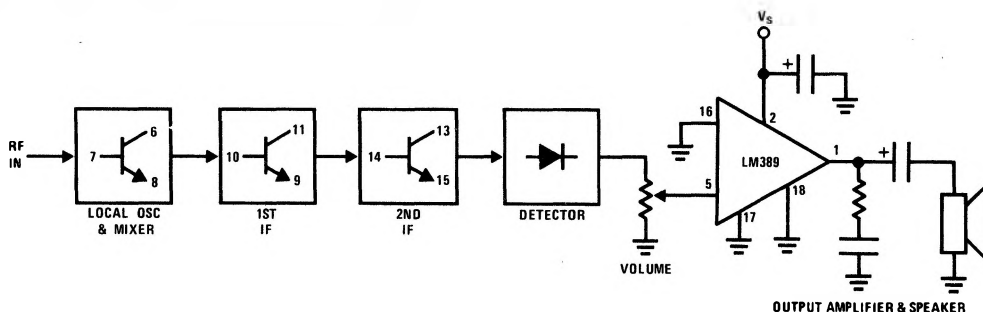 Vs
+
16
2
LM389
1
+
5
18
17
RF
IN
6
7
8
LOCAL OSC
& MIXER
11
10
9
1ST
IF
13
14
15
2ND
IF
DETECTOR
VOLUME
OUTPUT AMPLIFIER & SPEAKER